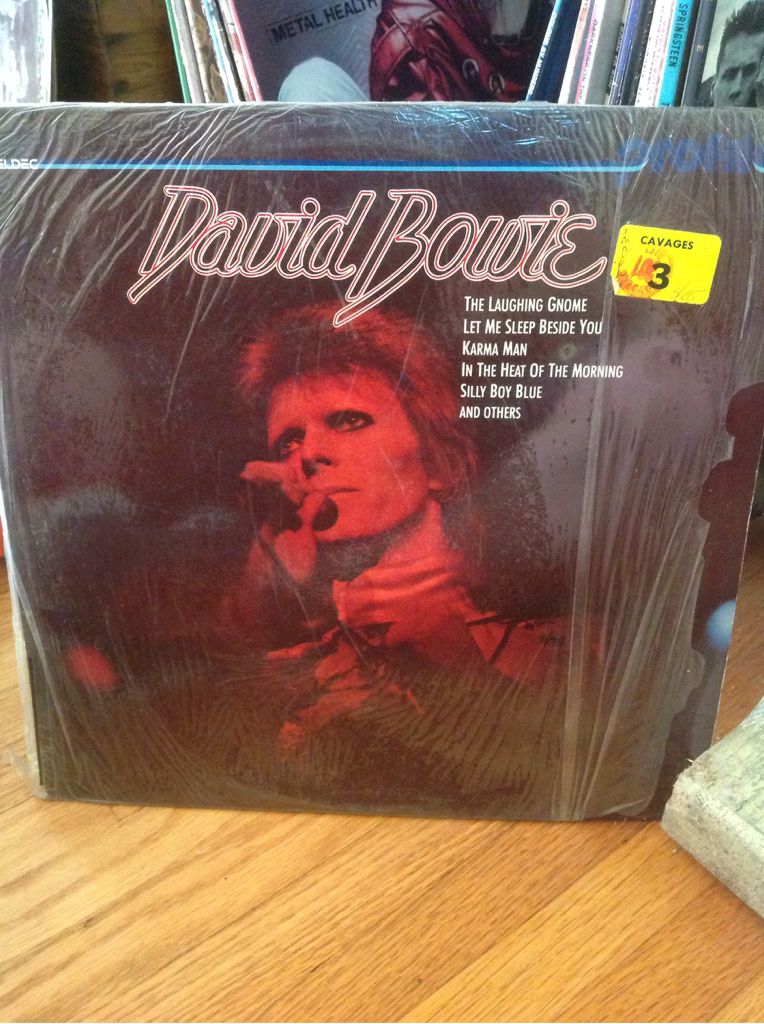 METAL HEALTH
SPRINGSTEEN
ELDEC
profile
David Bowie
CAVAGES
3
THE LAUGHING GNOME
LET ME SLEEP BESIDE YOU
KARMA MAN
IN THE HEAT OF THE MORNING
SILLY BOY BLUE
AND OTHERS